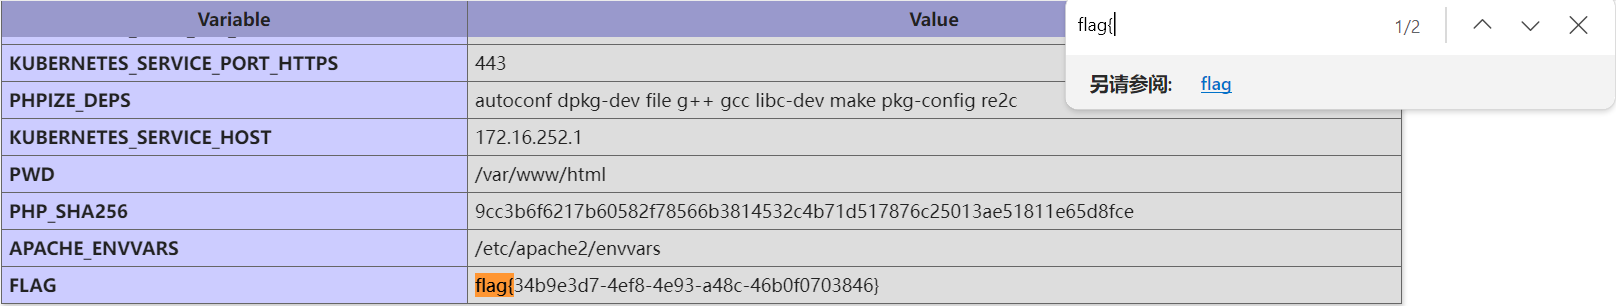 Variable Value
flag{ 1/2
另请参阅: flag
KUBERNETES_SERVICE_PORT_HTTPS 443
PHPIZE_DEPS autoconf dpkg-dev file g++ gcc libc-dev make pkg-config re2c
KUBERNETES_SERVICE_HOST 172.16.252.1
PWD /var/www/html
PHP_SHA256 9cc3b6f6217b60582f78566b3814532c4b71d517876c25013ae51811e65d8fce
APACHE_ENVVARS /etc/apache2/envvars
FLAG flag{34b9e3d7-4ef8-4e93-a48c-46b0f0703846}